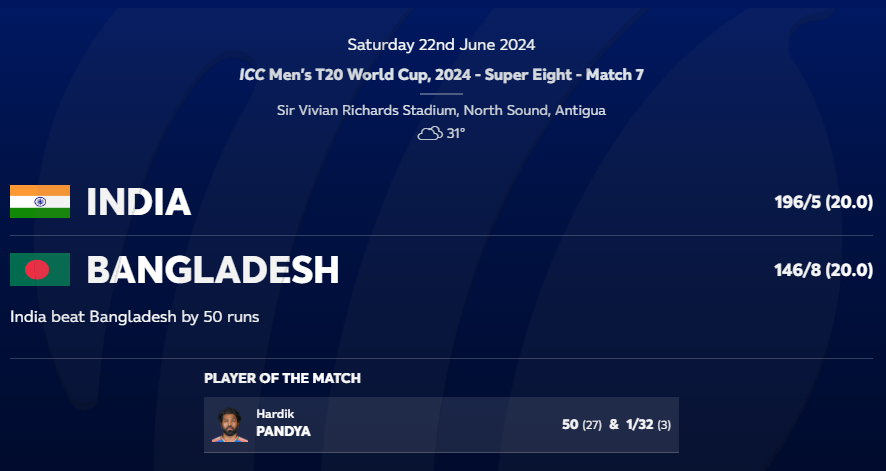 Saturday 22nd June 2024
ICC Men's T20 World Cup, 2024 - Super Eight - Match 7
Sir Vivian Richards Stadium, North Sound, Antigua
31°
INDIA 196/5 (20.0)
BANGLADESH 146/8 (20.0)
India beat Bangladesh by 50 runs
PLAYER OF THE MATCH
Hardik
PANDYA 50 (27) & 1/32 (3)